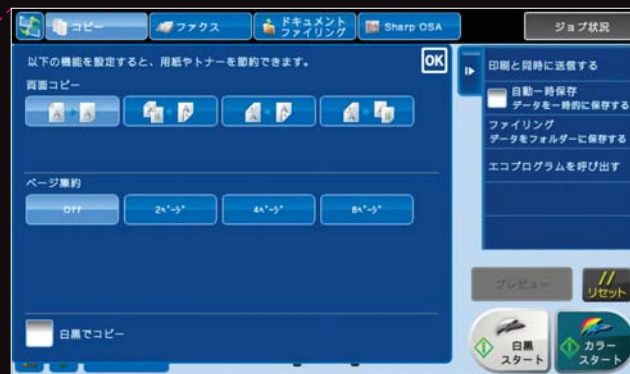 コピー
ファクス
ドキュメント
ファイリング
Sharp OSA
ジョブ状況
以下の機能を設定すると、用紙やトナーを節約できます。
OK
両面コピー
ページ集約
Off
2ページ
4ページ
8ページ
白黒でコピー
印刷と同時に送信する
自動一時保存
データを一時的に保存する
ファイリング
データをフォルダーに保存する
エコプログラムを呼び出す
プレビュー
リセット
白黒
スタート
カラー
スタート